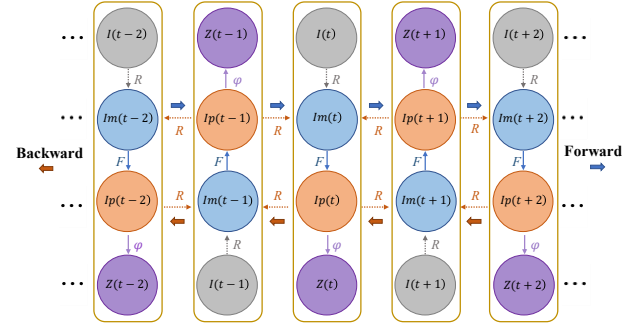 ... I(t−2) Z(t−1) I(t) Z(t+1) I(t+2) ...
R φ R φ R
... Im(t−2) Ip(t−1) Im(t) Ip(t+1) Im(t+2) ...
R R R R
Backward F F F F F Forward
R R R R
... Ip(t−2) Im(t−1) Ip(t) Im(t+1) Ip(t+2) ...
φ R φ R φ
... Z(t−2) I(t−1) Z(t) I(t+1) Z(t+2) ...